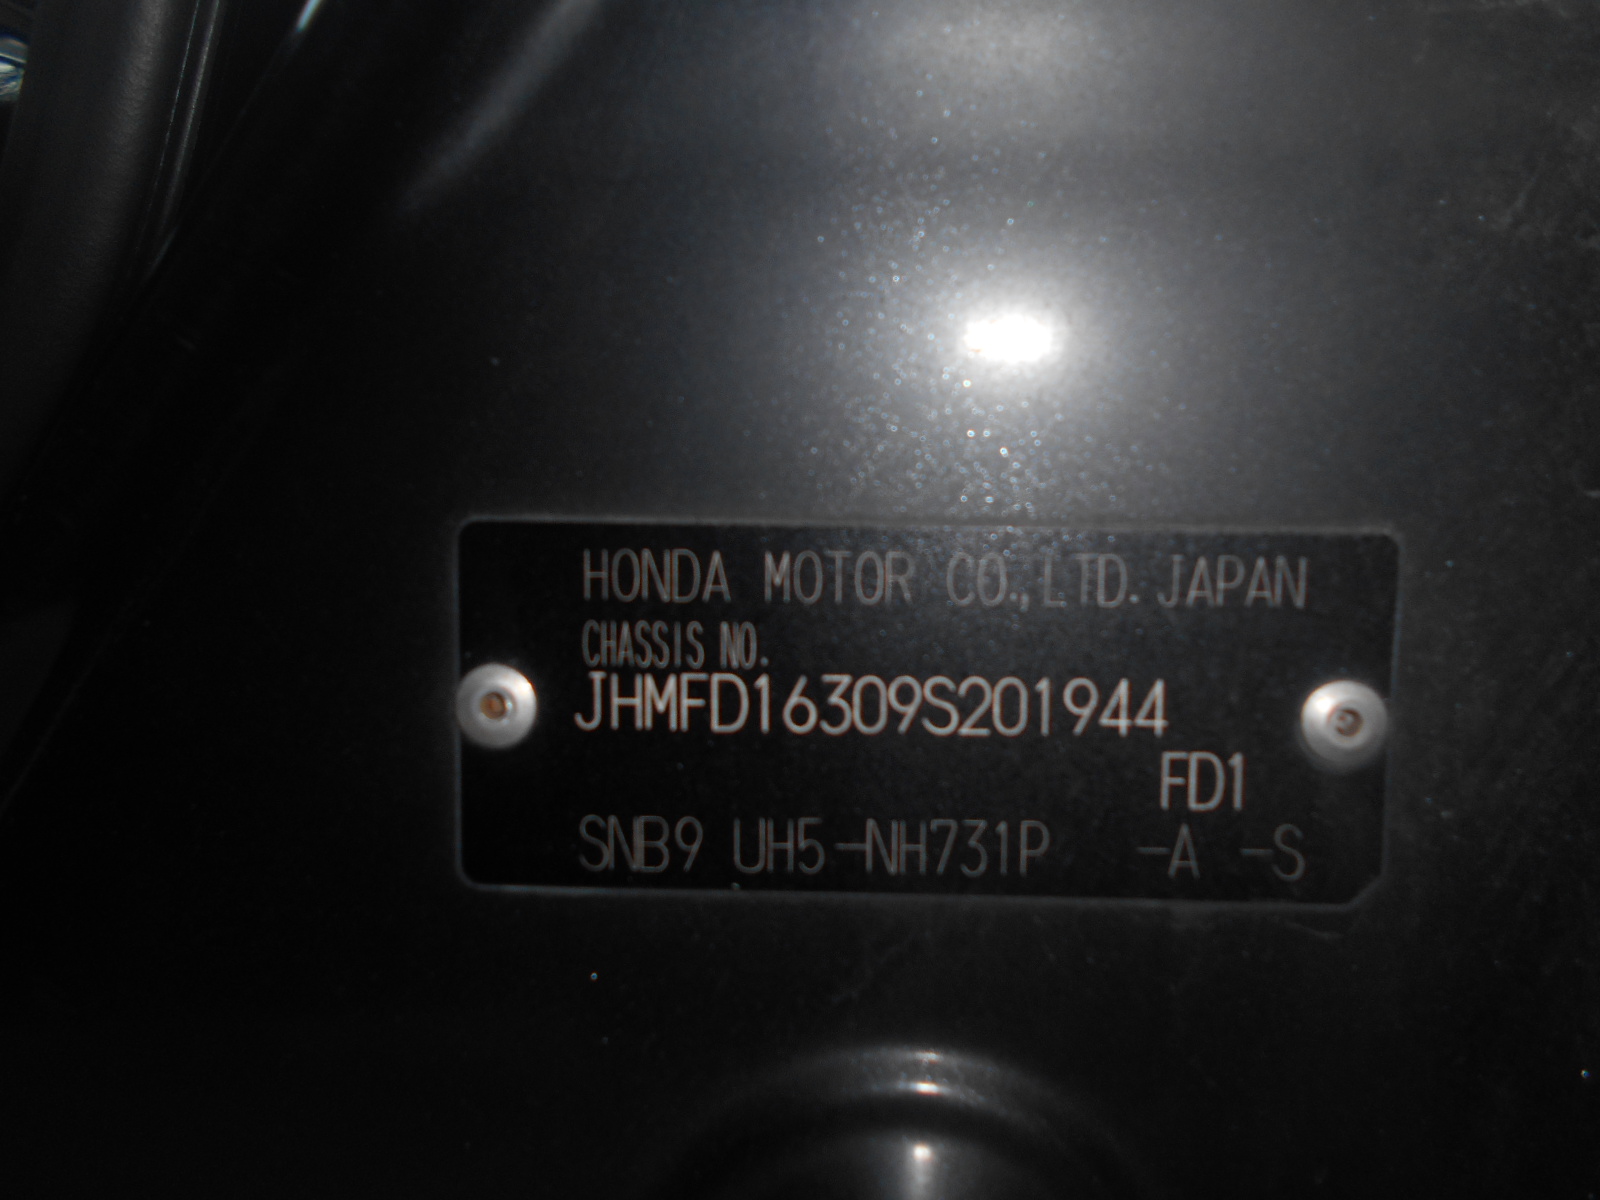 HONDA MOTOR CO.,LTD. JAPAN
CHASSIS NO.
JHMFD16309S201944
FD1
SNB9 UH5-NH731P -A -S